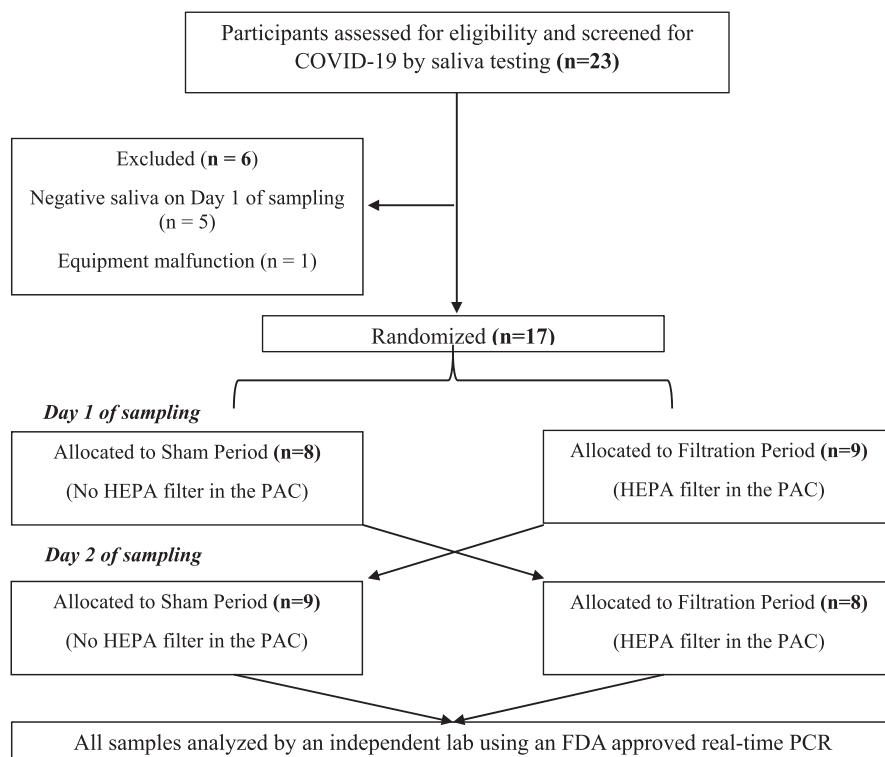 Participants assessed for eligibility and screened for
COVID-19 by saliva testing (n=23)
Excluded (n = 6)
Negative saliva on Day 1 of sampling
(n = 5)
Equipment malfunction (n = 1)
Randomized (n=17)
Day 1 of sampling
Allocated to Sham Period (n=8)
(No HEPA filter in the PAC)
Allocated to Filtration Period (n=9)
(HEPA filter in the PAC)
Day 2 of sampling
Allocated to Sham Period (n=9)
(No HEPA filter in the PAC)
Allocated to Filtration Period (n=8)
(HEPA filter in the PAC)
All samples analyzed by an independent lab using an FDA approved real-time PCR